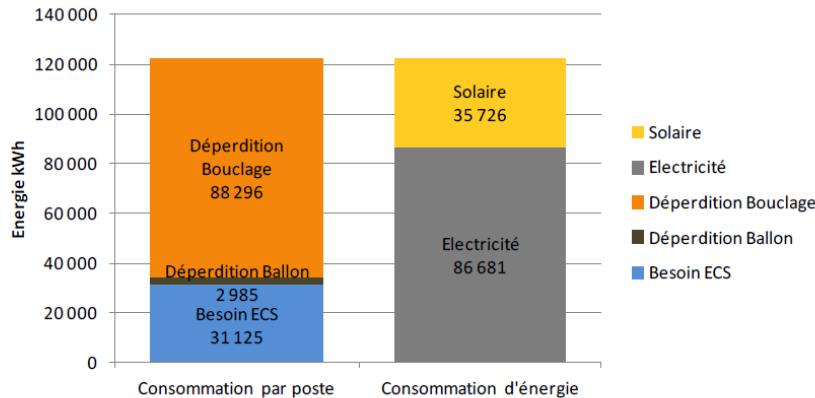 140 000
120 000
100 000
80 000
60 000
40 000
20 000
0
Energie kWh
Déperdition
Bouclage
88 296
Déperdition Ballon
2 985
Besoin ECS
31 125
Solaire
35 726
Electricité
86 681
Consommation par poste
Consommation d'énergie
Solaire
Electricité
Déperdition Bouclage
Déperdition Ballon
Besoin ECS